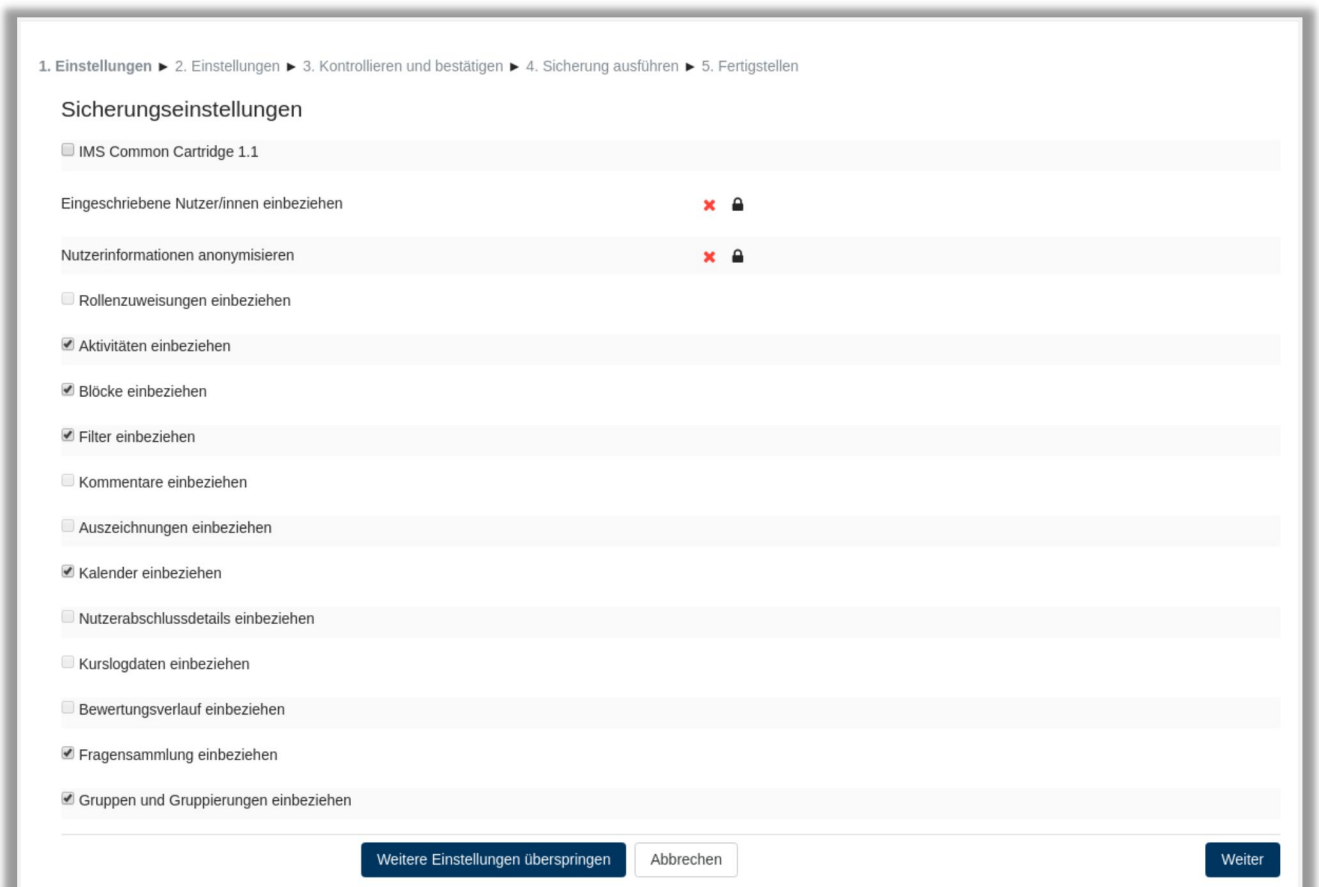 1. Einstellungen ► 2. Einstellungen ► 3. Kontrollieren und bestätigen ► 4. Sicherung ausführen ► 5. Fertigstellen
Sicherungseinstellungen
IMS Common Cartridge 1.1
Eingeschriebene Nutzer/innen einbeziehen
Nutzerinformationen anonymisieren
Rollenzuweisungen einbeziehen
Aktivitäten einbeziehen
Blöcke einbeziehen
Filter einbeziehen
Kommentare einbeziehen
Auszeichnungen einbeziehen
Kalender einbeziehen
Nutzerabschlussdetails einbeziehen
Kurslogdaten einbeziehen
Bewertungsverlauf einbeziehen
Fragensammlung einbeziehen
Gruppen und Gruppierungen einbeziehen
Weitere Einstellungen überspringen Abbrechen Weiter